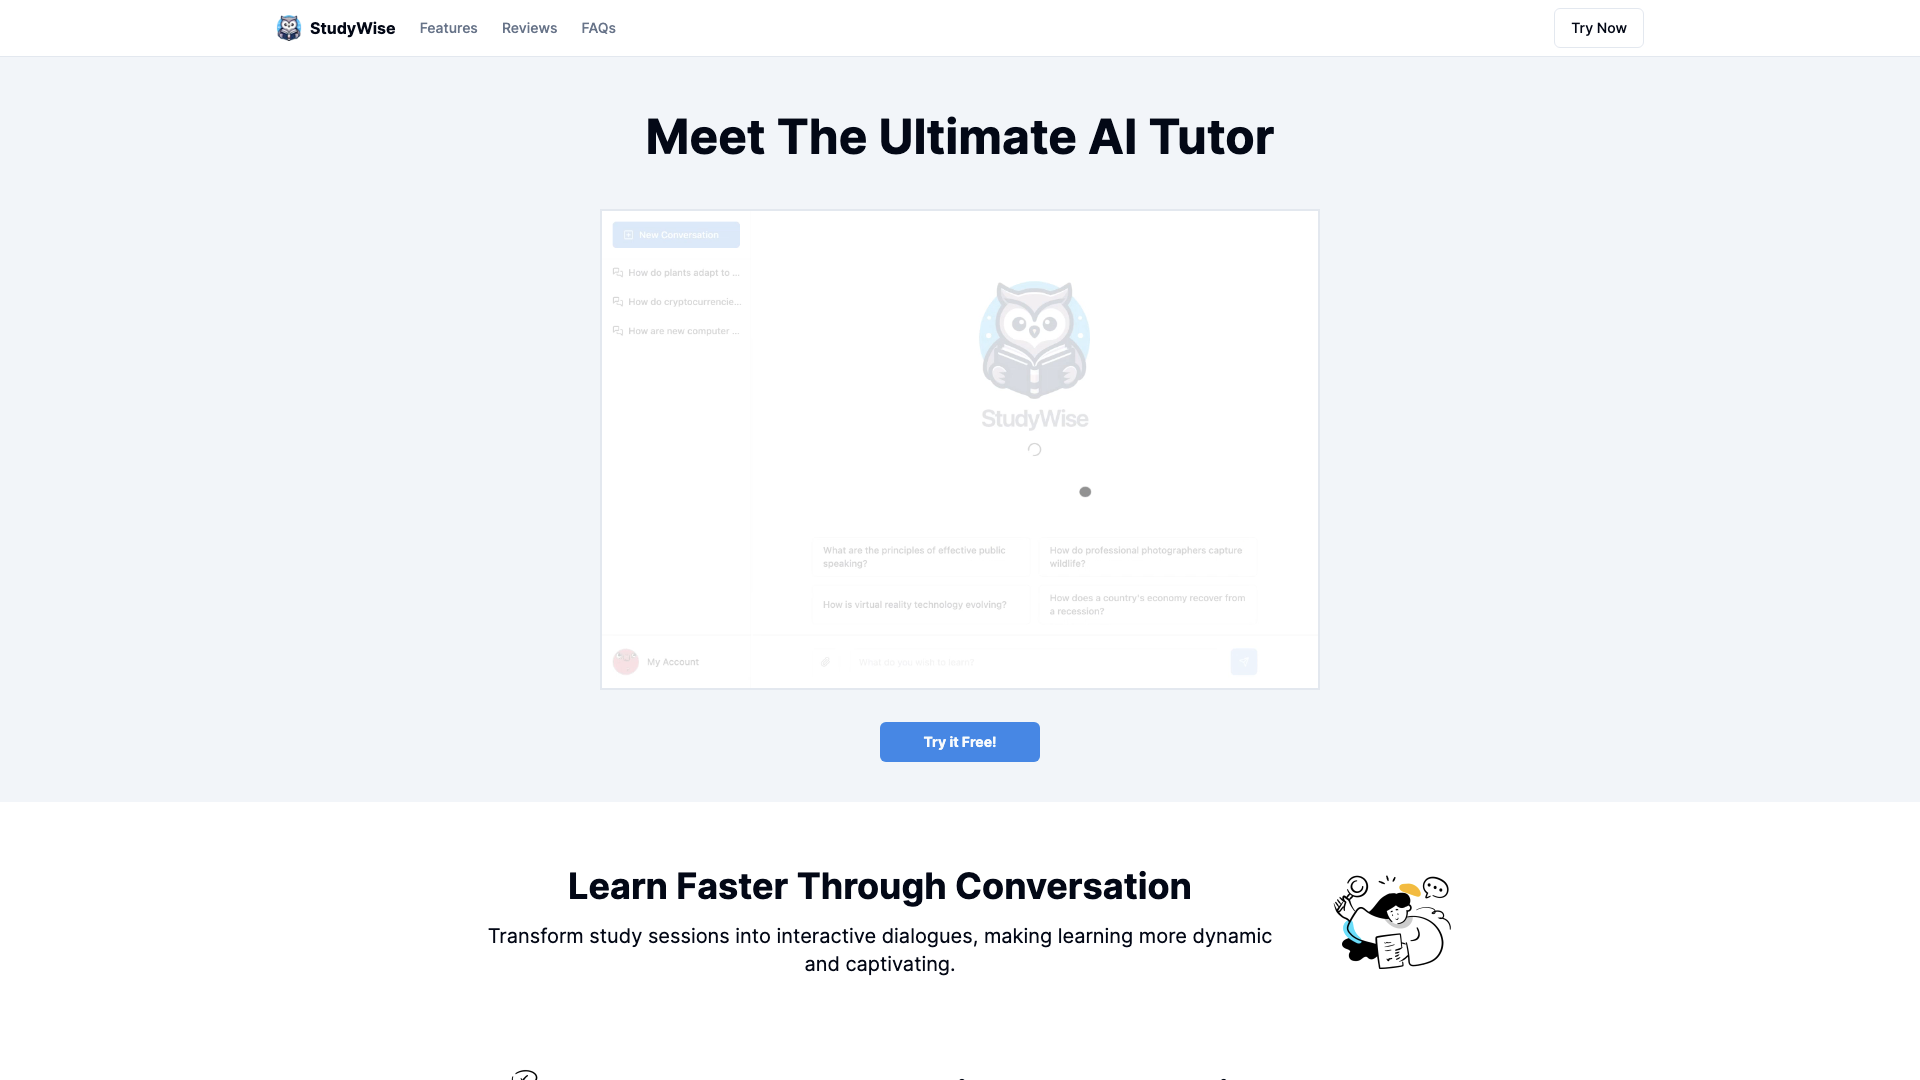 StudyWise
Features
Reviews
FAQs
Try Now
Meet The Ultimate AI Tutor
New Conversation
How do plants adapt to ...
How do cryptocurrencie...
How are new computer ...
StudyWise
What are the principles of effective public
speaking?
How do professional photographers capture
wildlife?
How is virtual reality technology evolving?
How does a country's economy recover from
a recession?
My Account
What do you wish to learn?
Try it Free!
Learn Faster Through Conversation
Transform study sessions into interactive dialogues, making learning more dynamic
and captivating.